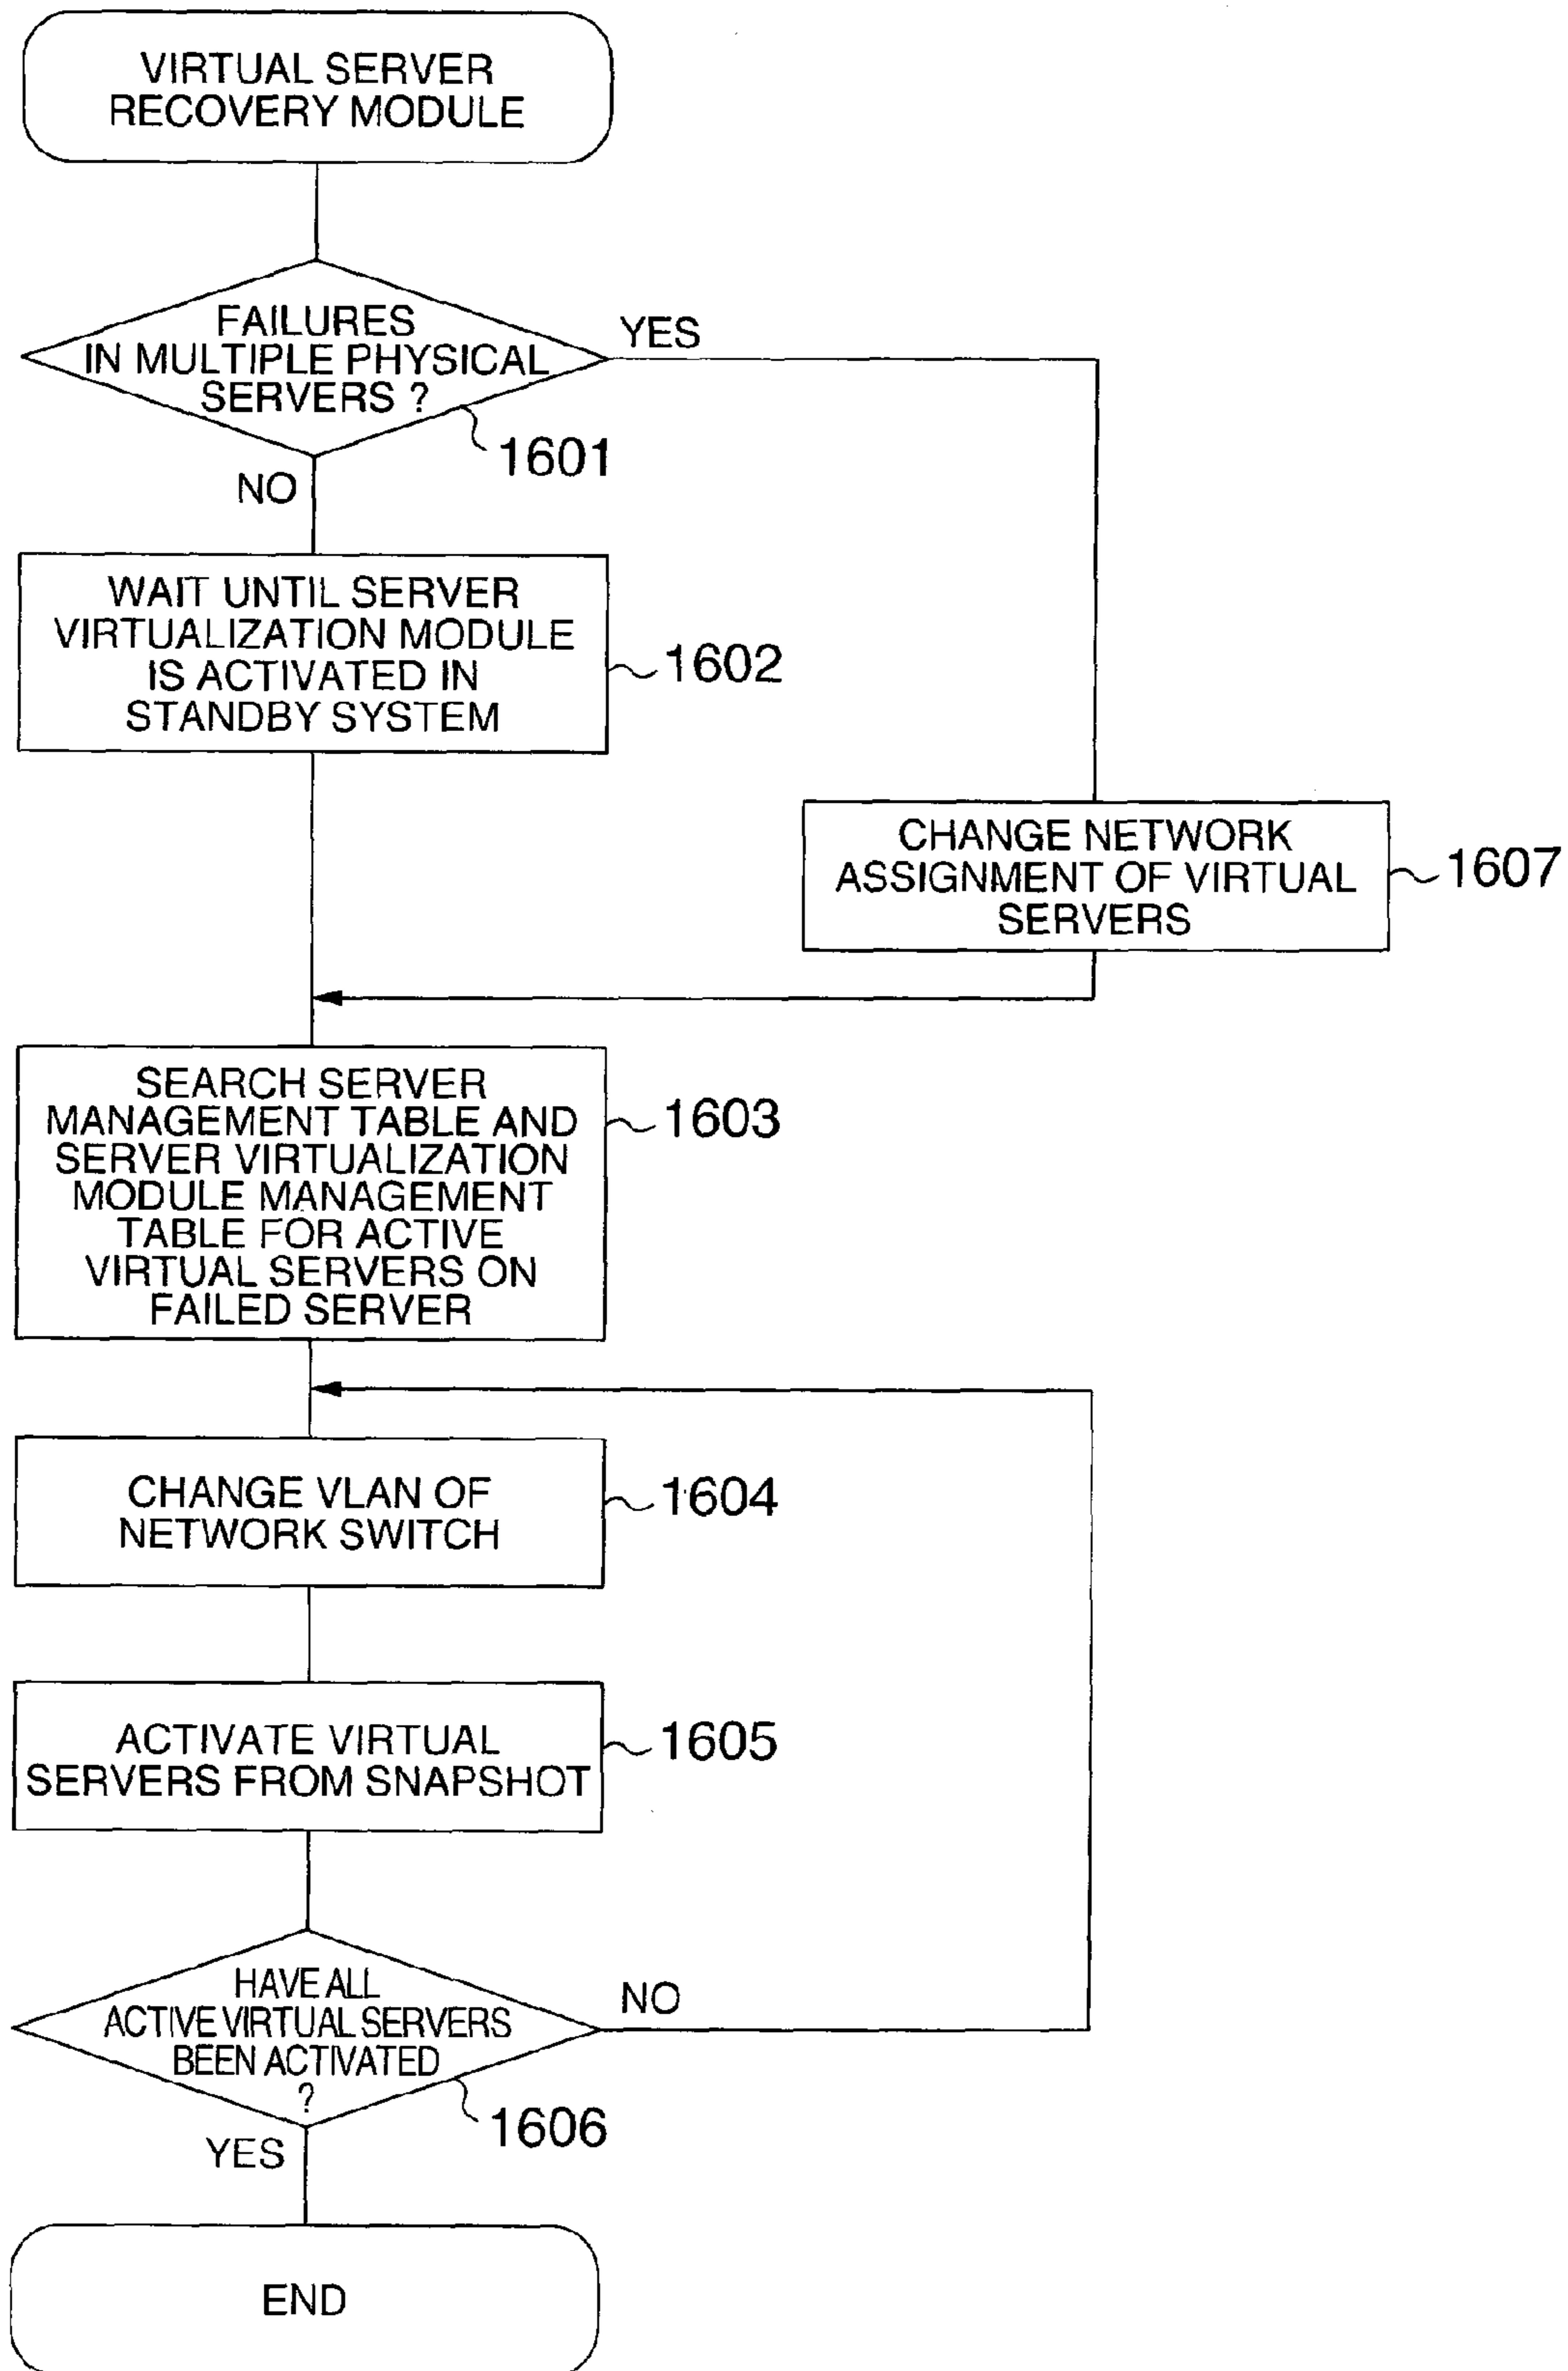 VIRTUAL SERVER
RECOVERY MODULE
FAILURES
IN MULTIPLE PHYSICAL
SERVERS ?
YES
1601
NO
WAIT UNTIL SERVER
VIRTUALIZATION MODULE
IS ACTIVATED IN
STANDBY SYSTEM
1602
CHANGE NETWORK
ASSIGNMENT OF VIRTUAL
SERVERS
1607
SEARCH SERVER
MANAGEMENT TABLE AND
SERVER VIRTUALIZATION
MODULE MANAGEMENT
TABLE FOR ACTIVE
VIRTUAL SERVERS ON
FAILED SERVER
1603
CHANGE VLAN OF
NETWORK SWITCH
1604
ACTIVATE VIRTUAL
SERVERS FROM SNAPSHOT
1605
HAVE ALL
ACTIVE VIRTUAL SERVERS
BEEN ACTIVATED
?
NO
1606
YES
END